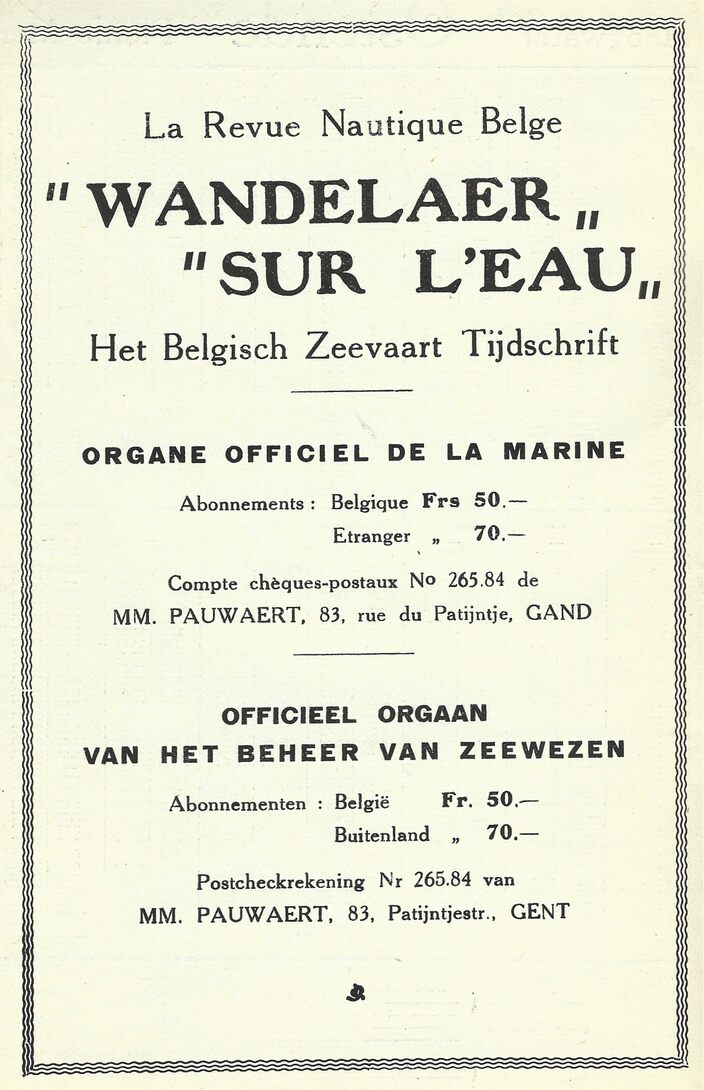 La Revue Nautique Belge
" WANDELAER „
" SUR L'EAU„
Het Belgisch Zeevaart Tijdschrift
ORGANE OFFICIEL DE LA MARINE
Abonnements : Belgique Frs 50.—
Etranger „ 70.—
Compte chèques-postaux No 265.84 de
MM. PAUWAERT, 83, rue du Patijntje, GAND
OFFICIEEL ORGAAN
VAN HET BEHEER VAN ZEEWEZEN
Abonnementen : België Fr. 50.—
Buitenland „ 70.—
Postcheckrekening Nr 265.84 van
MM. PAUWAERT, 83, Patijntjestr., GENT